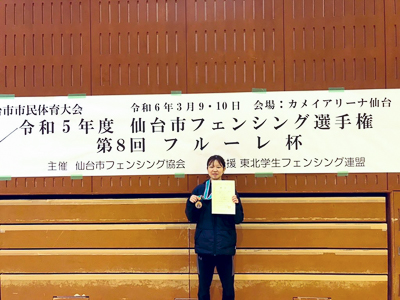 台市市民体育大会 令和6年3月9・10日 会場：カメイアリーナ仙台
令和5年度 仙台市フェンシング選手権
第8回 フルーレ杯
主催 仙台市フェンシング協会 援 東北学生フェンシング連盟